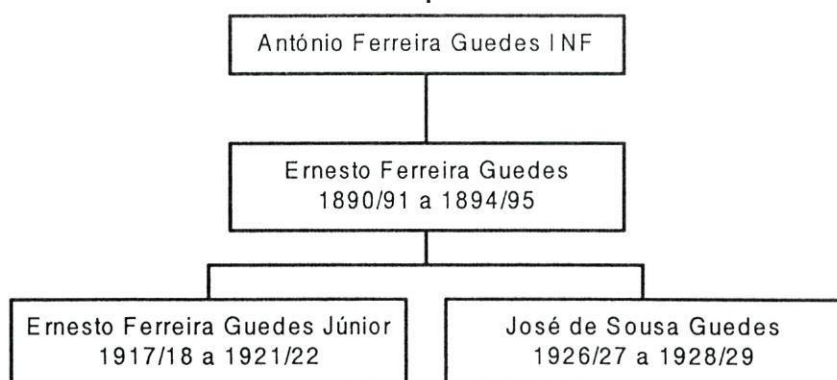 António Ferreira Guedes INF
Ernesto Ferreira Guedes
1890/91 a 1894/95
Ernesto Ferreira Guedes Júnior
1917/18 a 1921/22
José de Sousa Guedes
1926/27 a 1928/29